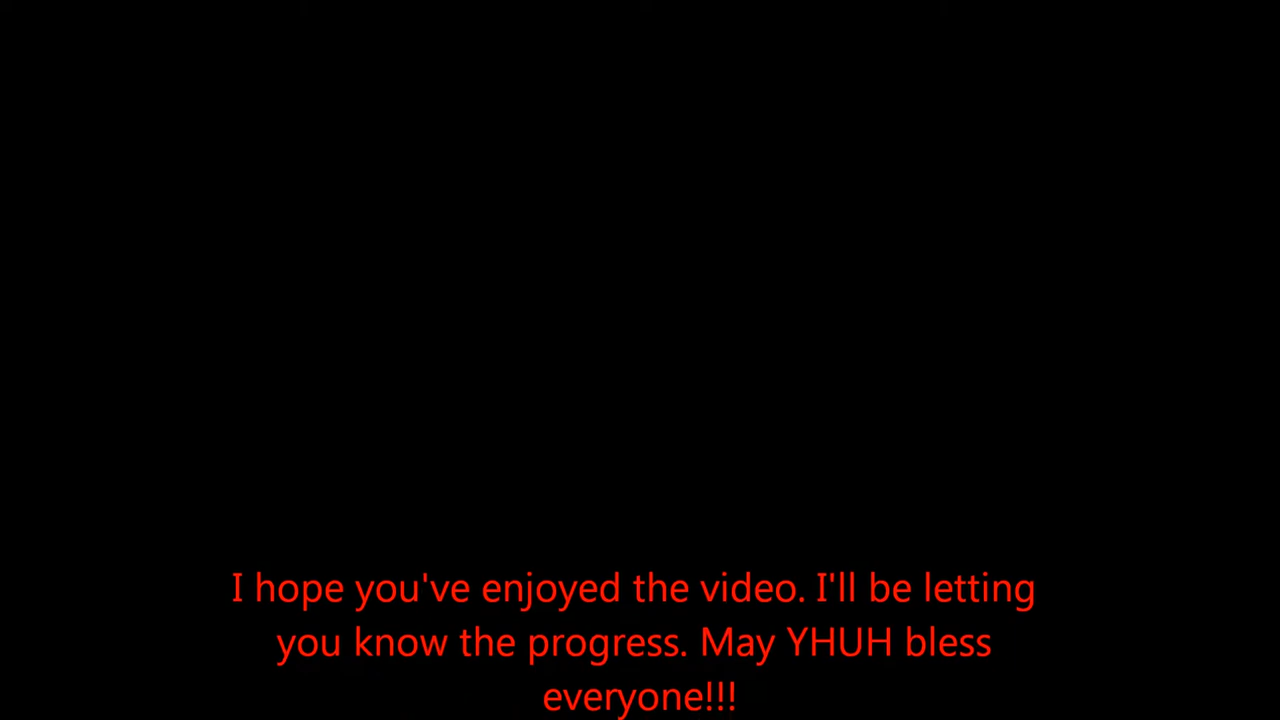 I hope you've enjoyed the video. I'll be letting
you know the progress. May YHUH bless
everyone!!!